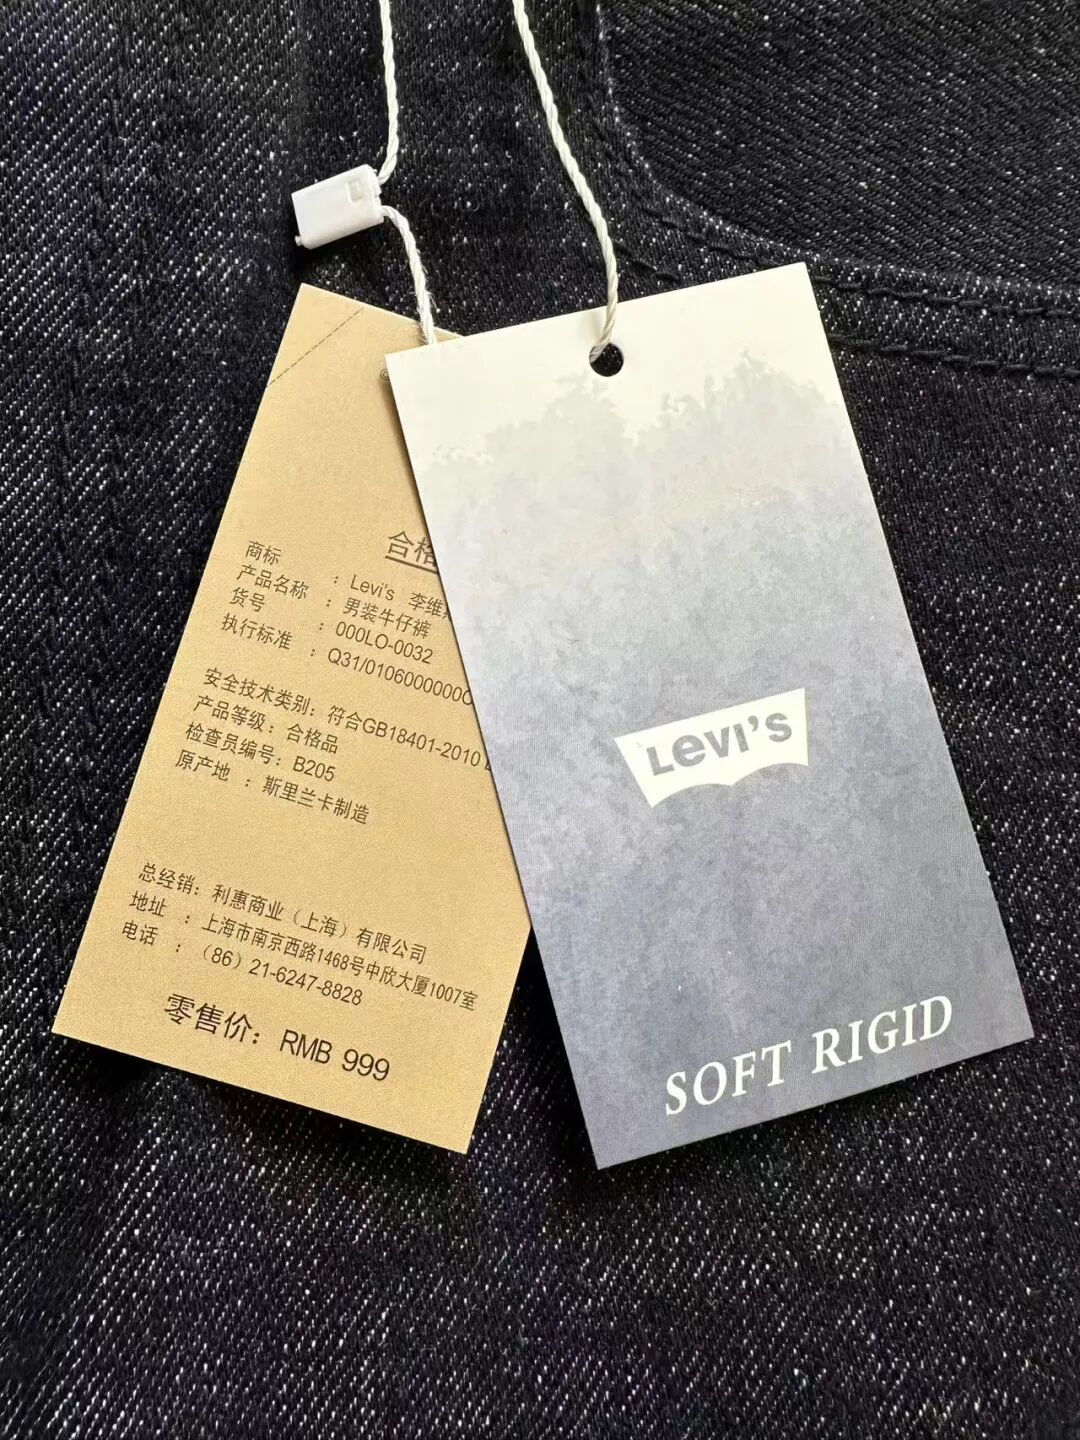 合格
商标 : Levi's 李维
产品名称 : 男装牛仔裤
货号 : 000LO-0032
执行标准 : Q31/0106000000C
安全技术类别: 符合GB18401-2010
产品等级: 合格品
检查员编号: B205
原产地 : 斯里兰卡制造
总经销: 利惠商业（上海）有限公司
地址 : 上海市南京西路1468号中欣大厦1007室
电话 : （86）21-6247-8828
零售价: RMB 999
Levi's
SOFT RIGID